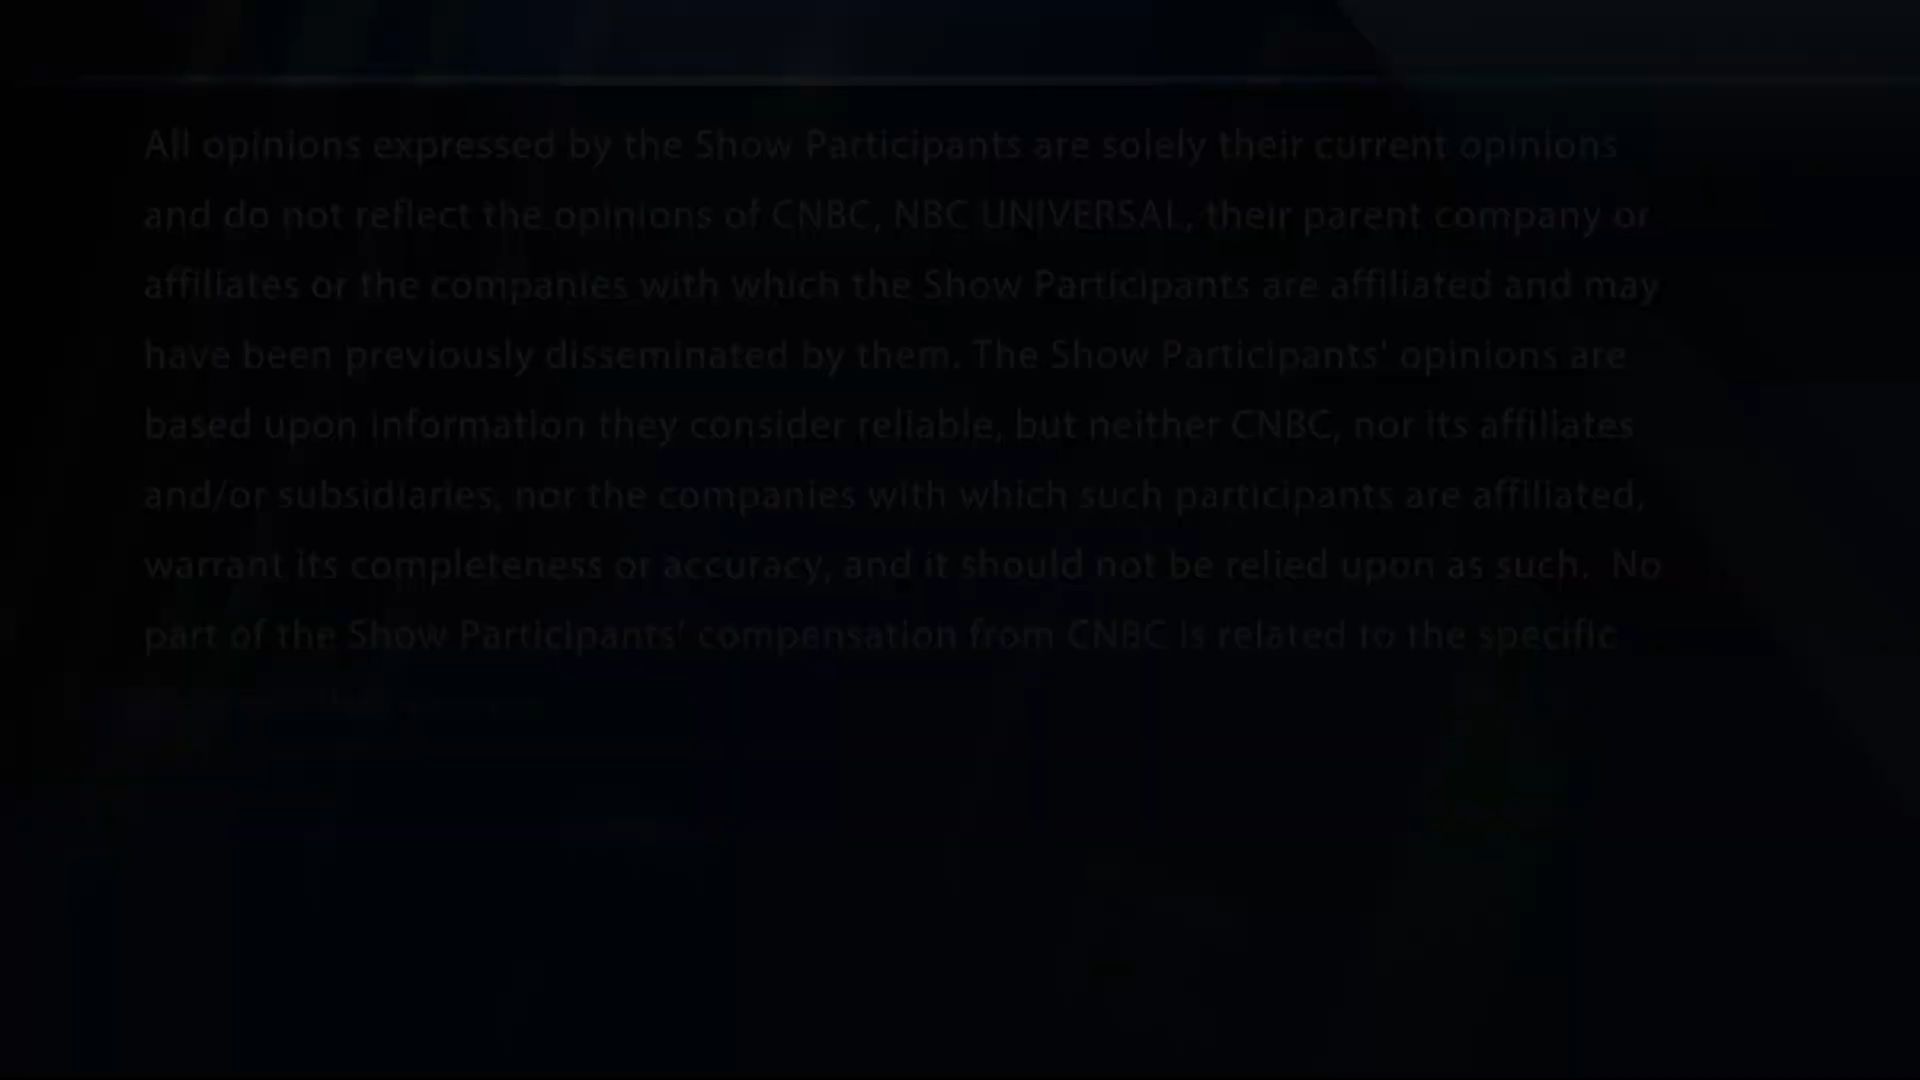 All opinions expressed by the Show Participants are solely their current opinions
and do not reflect the opinions of CNBC, NBC UNIVERSAL, their parent company or
affiliates or the companies with which the Show Participants are affiliated and may
have been previously disseminated by them. The Show Participants' opinions are
based upon information they consider reliable, but neither CNBC, nor its affiliates
and/or subsidiaries, nor the companies with which such participants are affiliated,
warrant its completeness or accuracy, and it should not be relied upon as such.  No
part of the Show Participants' compensation from CNBC is related to the specific